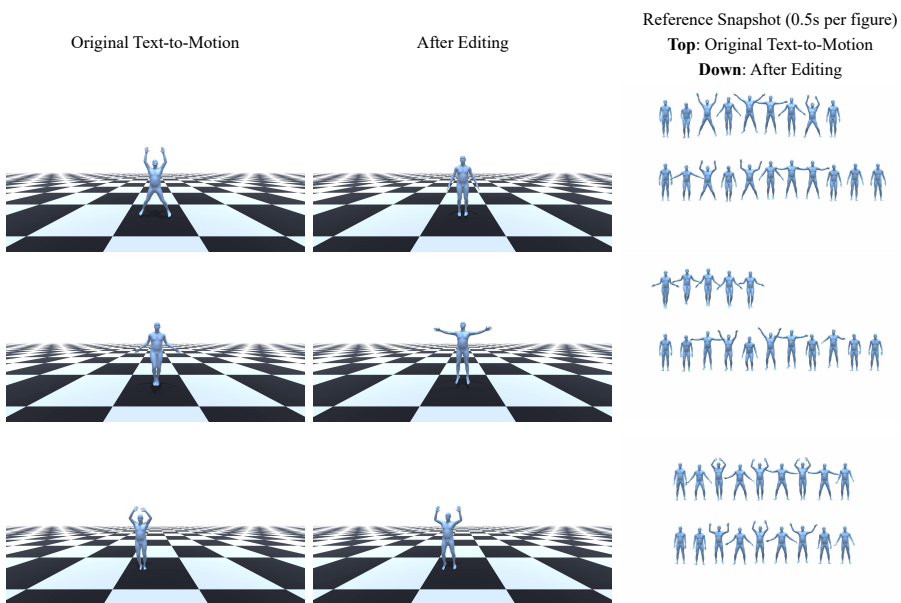 Original Text-to-Motion
After Editing
Reference Snapshot (0.5s per figure)
Top: Original Text-to-Motion
Down: After Editing